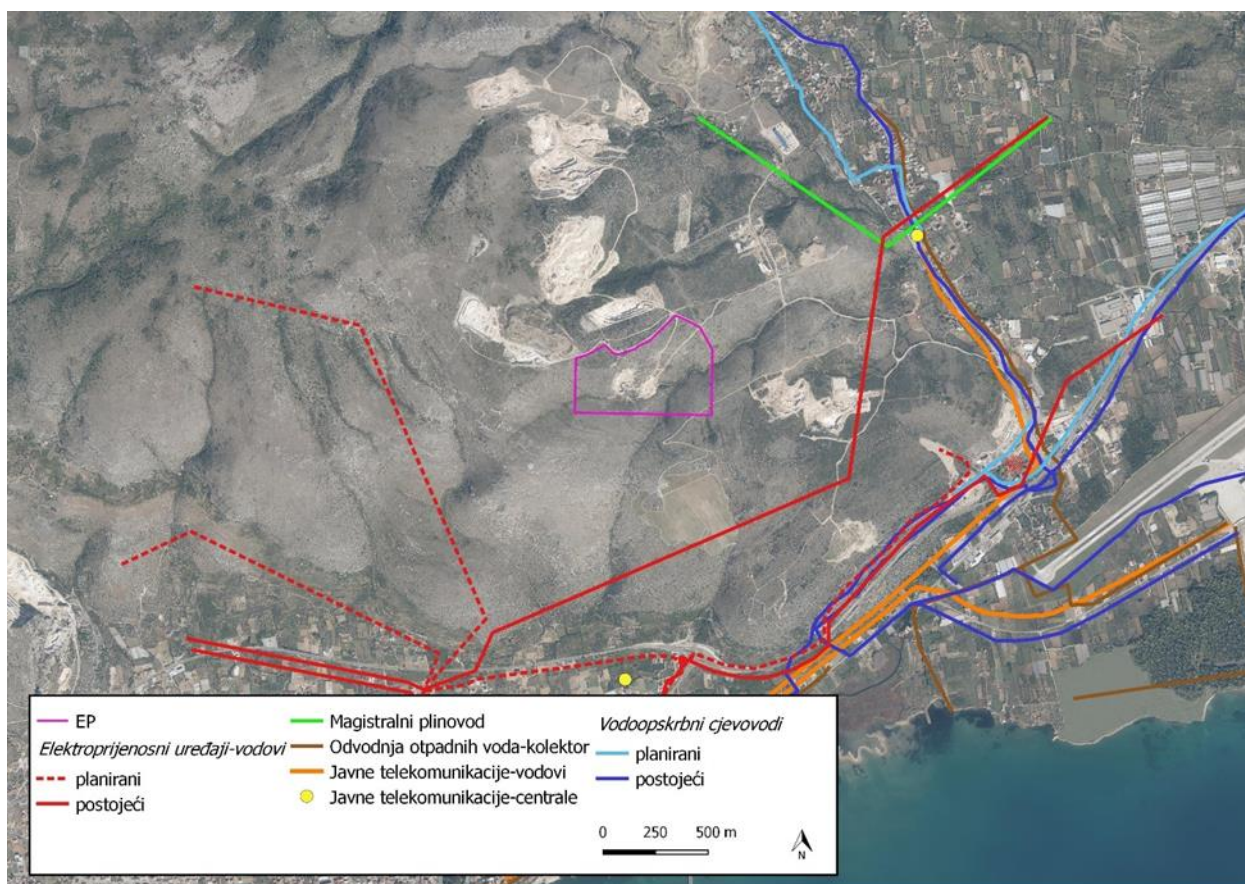 GEOPORTAL
EP
Elektroprijenosni uređaji-vodovi
planirani
postojeći
Magistralni plinovod
Odvodnja otpadnih voda-kolektor
Javne telekomunikacije-vodovi
Javne telekomunikacije-centrale
Vodoopskrbni cjevovodi
planirani
postojeći
0 250 500 m
N